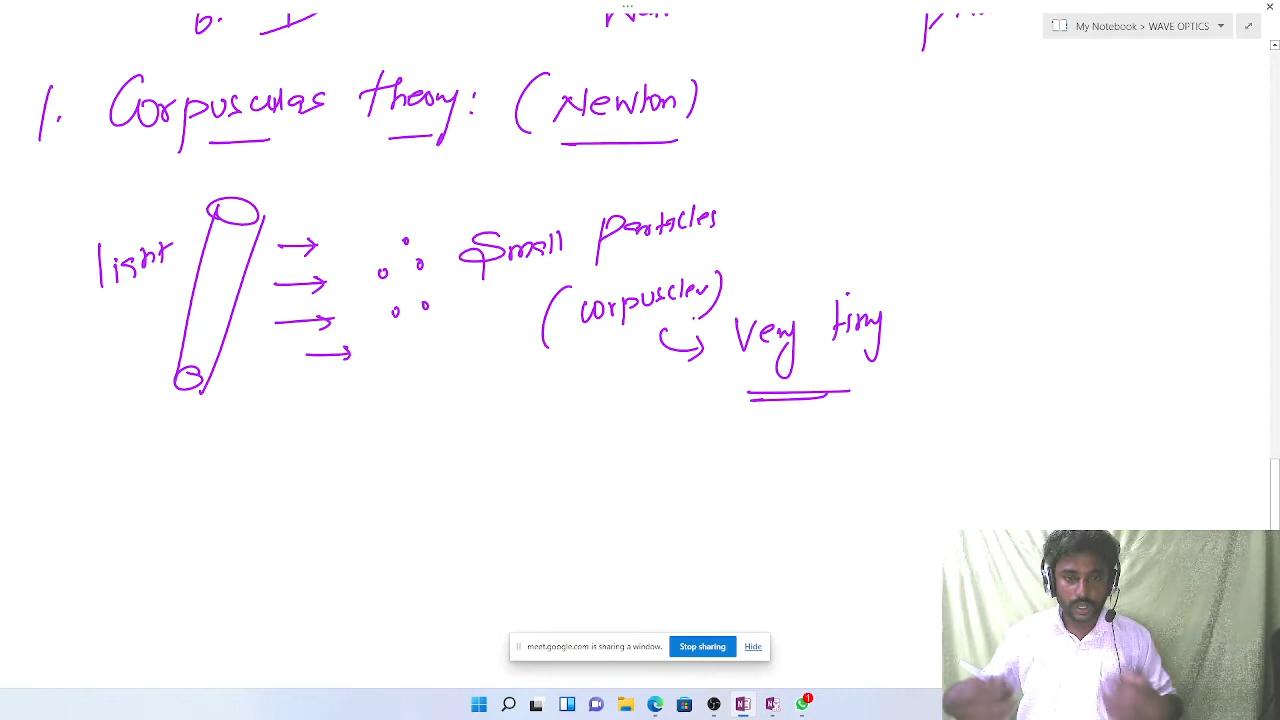 My Notebook > WAVE OPTICS
1. Corpuscular theory: (Newton)
light
small particles
(corpuscles)
Very tiny
meet.google.com is sharing a window. Stop sharing Hide
1